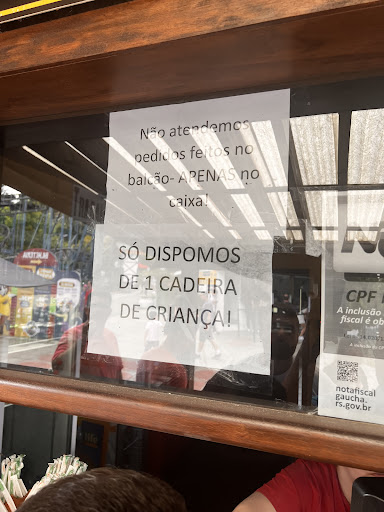 Não atendemos
pedidos feitos no
balcão- APENAS no
caixa!
SÓ DISPOMOS
DE 1 CADEIRA
DE CRIANÇA!
CPF
A inclusão
fiscal é ob
notafiscal
gaucha.
rs.gov.br